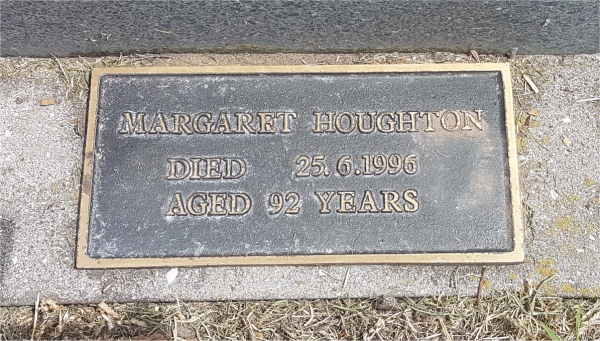 MARGARET HOUGHTON
DIED 25.6.1996
AGED 92 YEARS